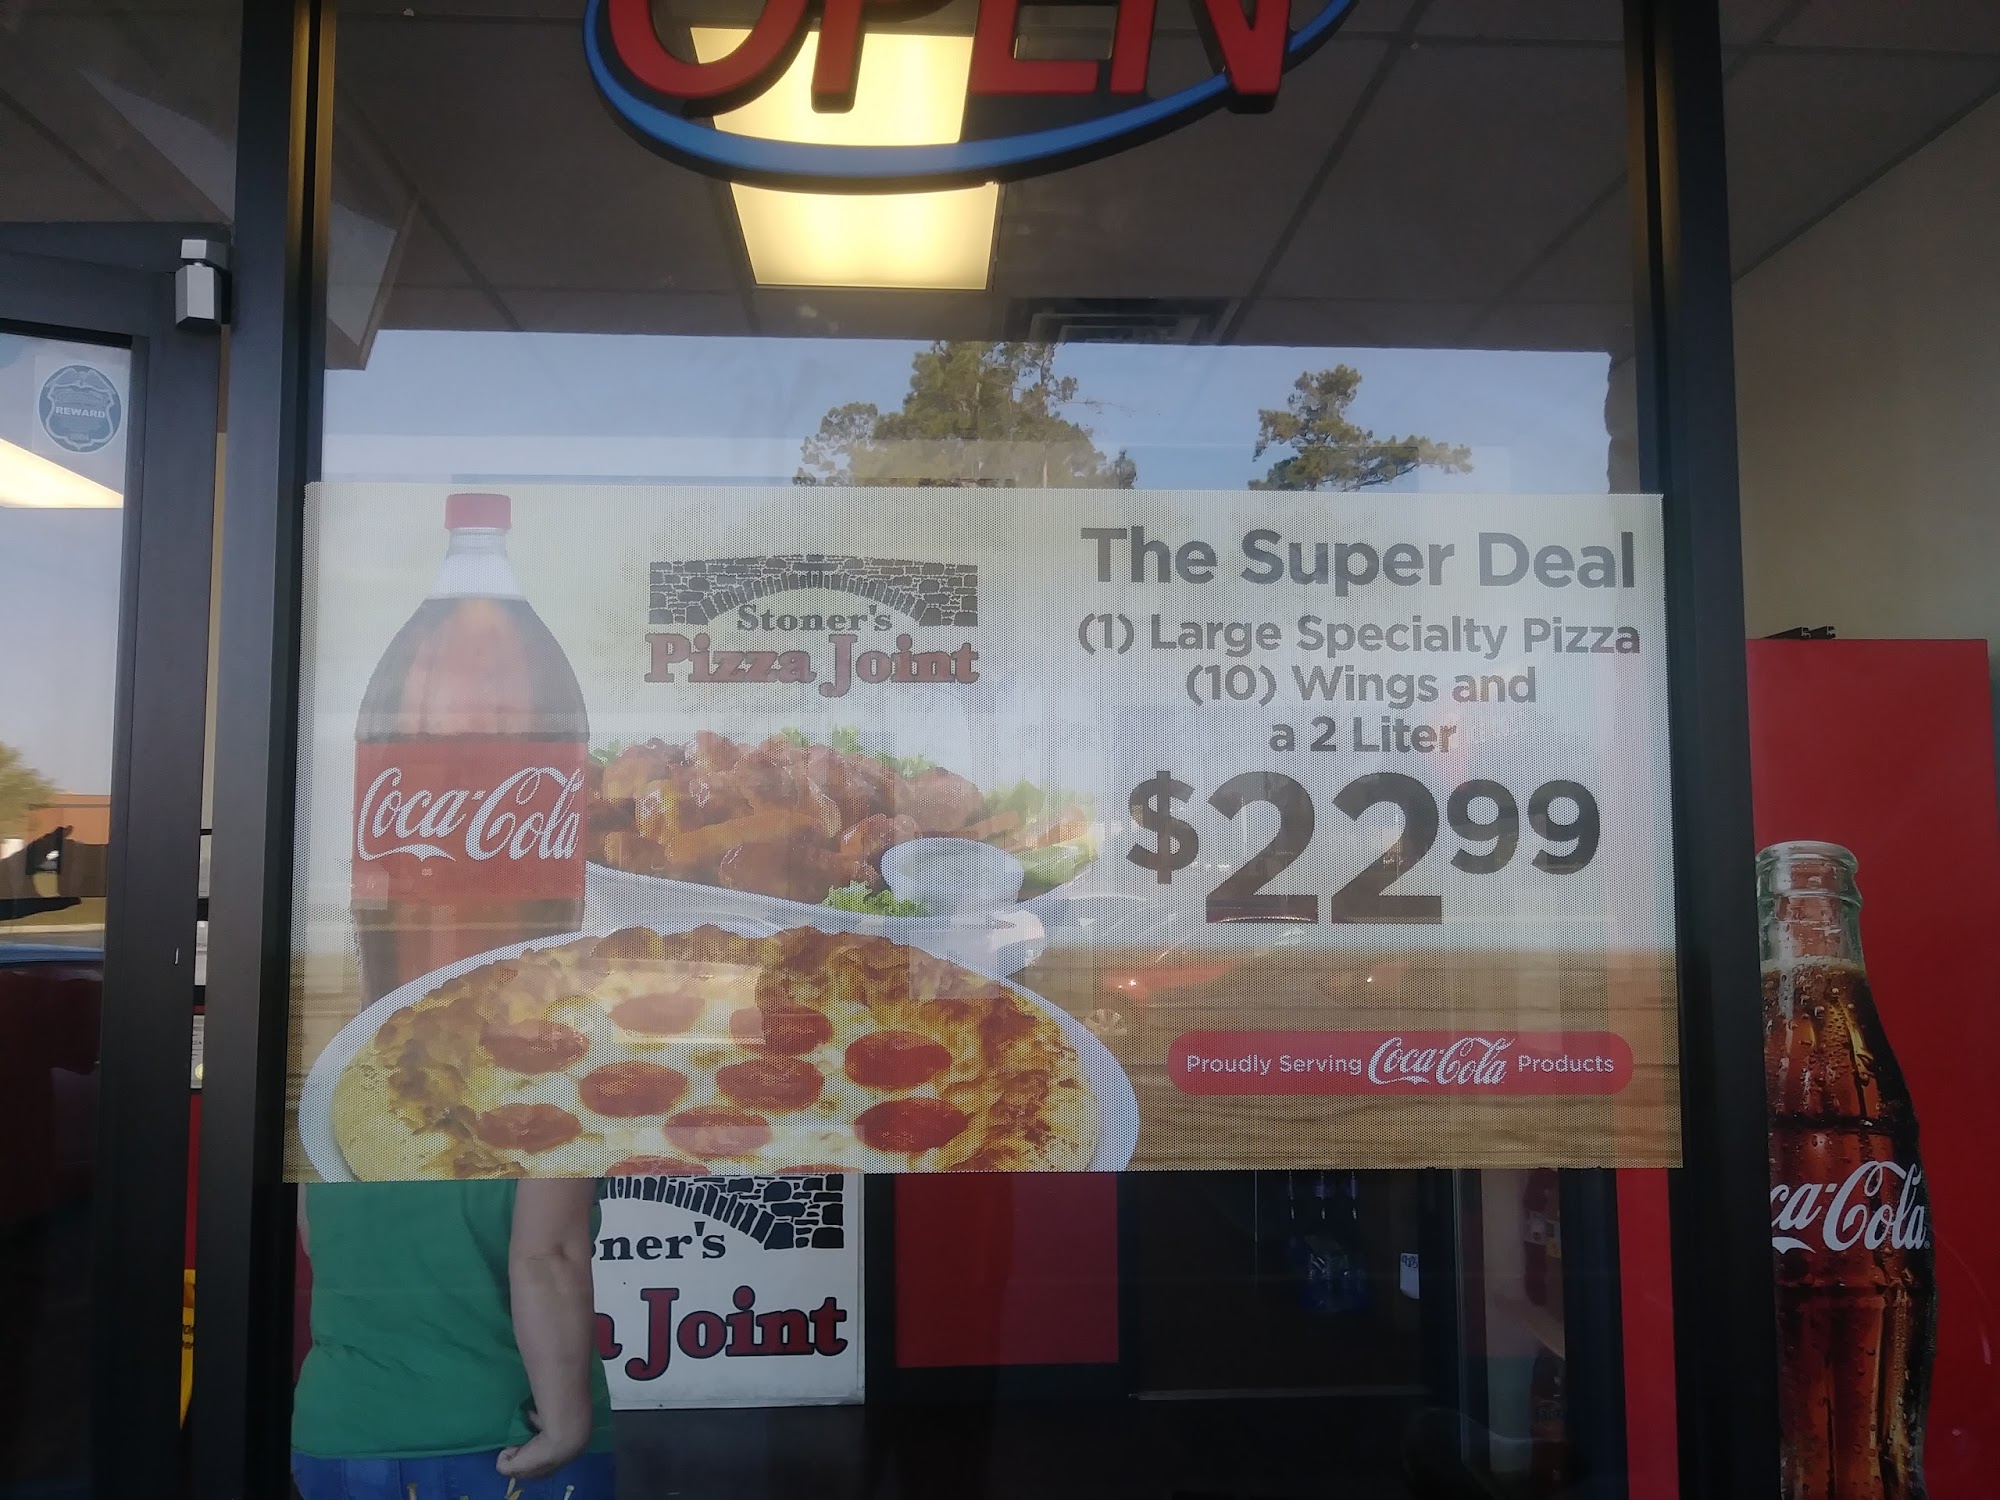 OPEN
REWARD
Stoner's
Pizza Joint
The Super Deal
(1) Large Specialty Pizza
(10) Wings and
a 2 Liter
$22 99
Coca-Cola
Proudly Serving Coca-Cola Products
oner's
a Joint
ca-Cola